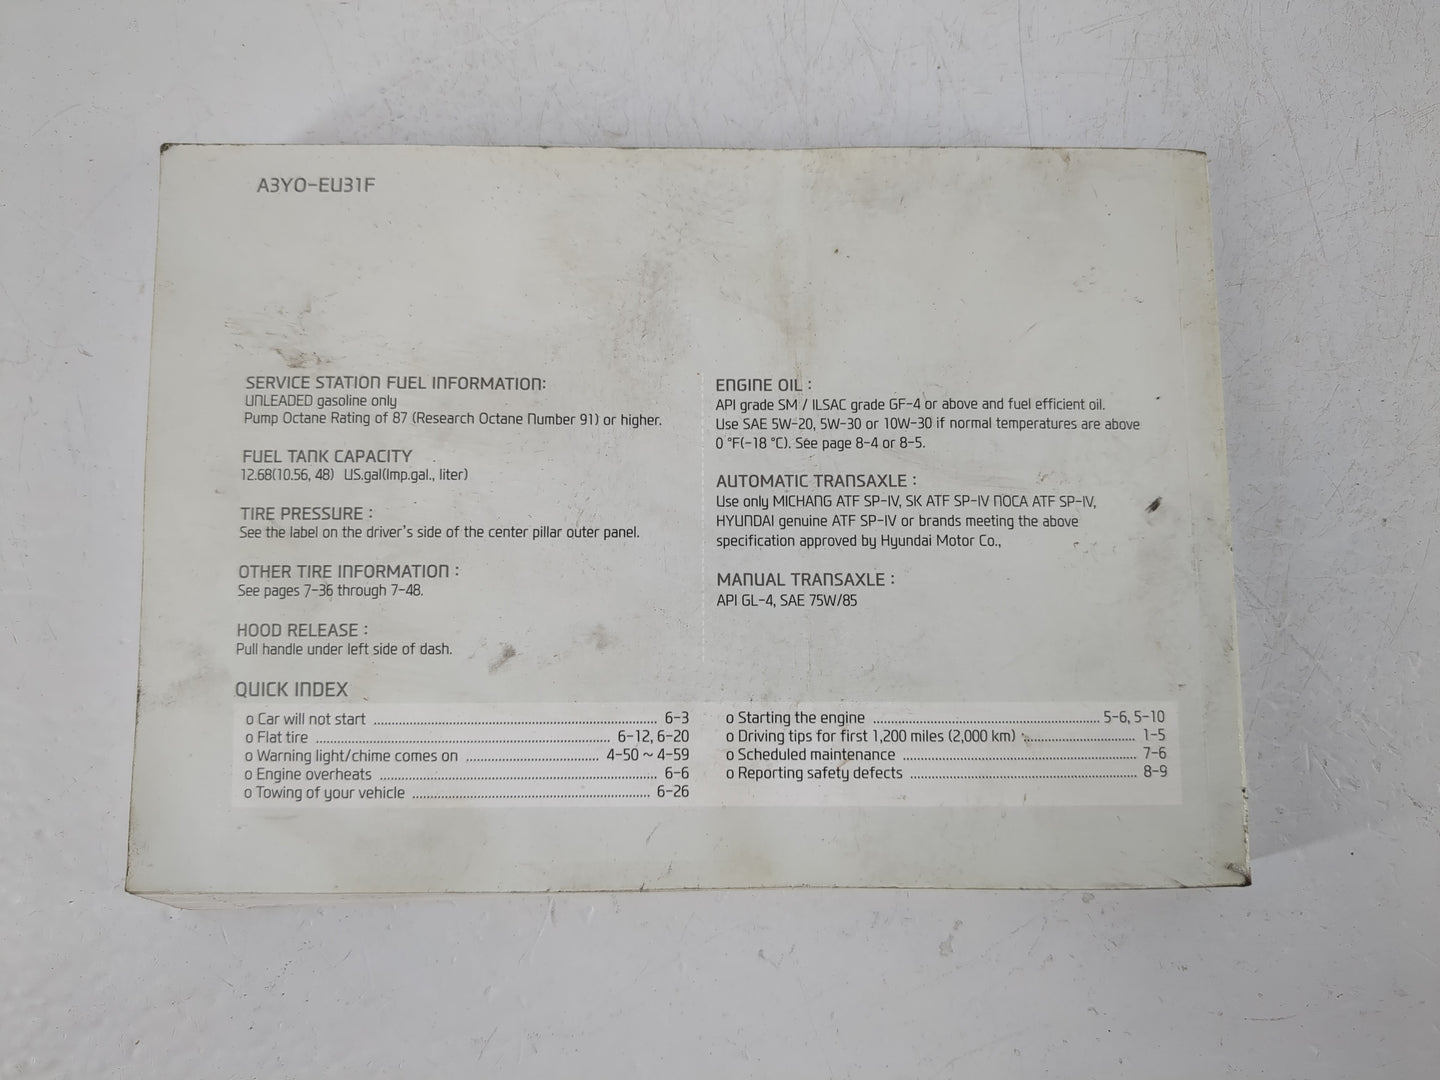 A3YO-EU31F
SERVICE STATION FUEL INFORMATION:
UNLEADED gasoline only
Pump Octane Rating of 87 (Research Octane Number 91) or higher.
FUEL TANK CAPACITY
12.68(10.56, 48) US.gal(Imp.gal., liter)
TIRE PRESSURE :
See the label on the driver's side of the center pillar outer panel.
OTHER TIRE INFORMATION :
See pages 7-36 through 7-48.
HOOD RELEASE :
Pull handle under left side of dash.
ENGINE OIL :
API grade SM / ILSAC grade GF-4 or above and fuel efficient oil.
Use SAE 5W-20, 5W-30 or 10W-30 if normal temperatures are above
0 °F(-18 °C). See page 8-4 or 8-5.
AUTOMATIC TRANSAXLE :
Use only MICHANG ATF SP-IV, SK ATF SP-IV NOCA ATF SP-IV,
HYUNDAI genuine ATF SP-IV or brands meeting the above
specification approved by Hyundai Motor Co.,
MANUAL TRANSAXLE :
API GL-4, SAE 75W/85
QUICK INDEX
o Car will not start ........ 6-3
o Flat tire ........ 6-12, 6-20
o Warning light/chime comes on ........ 4-50 ~ 4-59
o Engine overheats ........ 6-6
o Towing of your vehicle ........ 6-26
o Starting the engine ........ 5-6, 5-10
o Driving tips for first 1,200 miles (2,000 km) ........ 1-5
o Scheduled maintenance ........ 7-6
o Reporting safety defects ........ 8-9